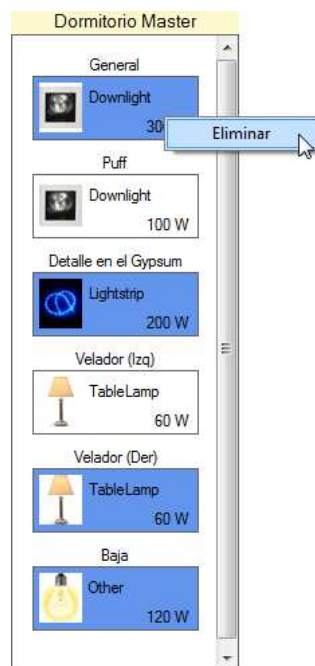 Dormitorio Master
General
Downlight
30
Eliminar
Puff
Downlight
100 W
Detalle en el Gypsum
Lightstrip
200 W
Velador (Izq)
TableLamp
60 W
Velador (Der)
TableLamp
60 W
Baja
Other
120 W